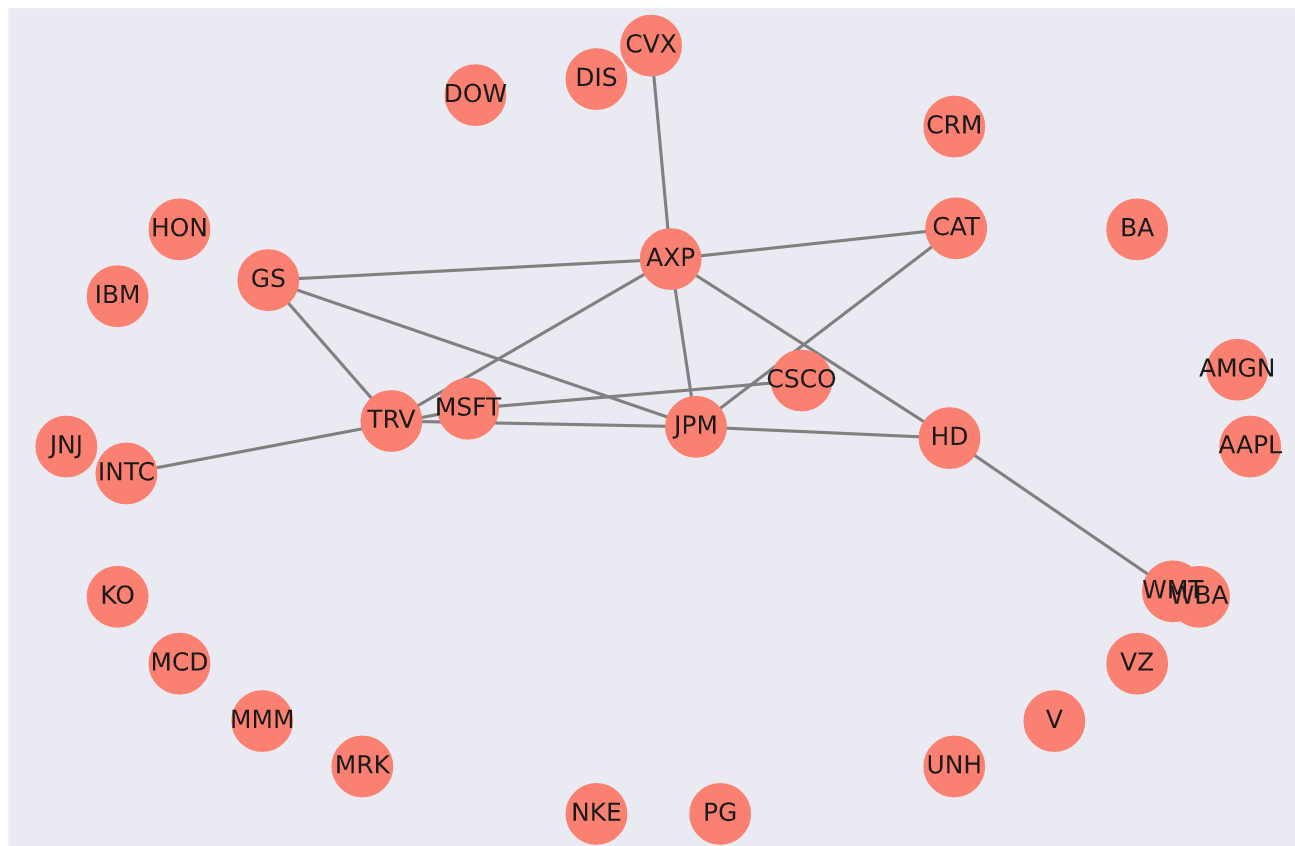 CVX
DIS
DOW
CRM
HON
CAT
BA
AXP
GS
IBM
AMGN
CSCO
MSFT
TRV
JPM
HD
JNJ
AAPL
INTC
WMT
WBA
KO
MCD
VZ
MMM
V
MRK
UNH
NKE
PG